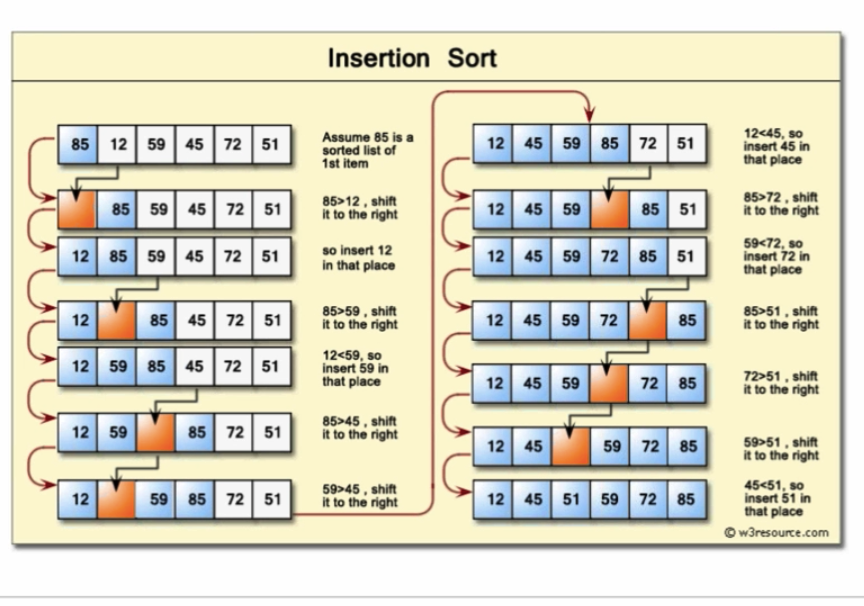 Insertion Sort
85 12 59 45 72 51
Assume 85 is a
sorted list of
1st item
85 59 45 72 51
85>12 , shift
it to the right
12 85 59 45 72 51
so insert 12
in that place
12 85 45 72 51
85>59 , shift
it to the right
12 59 85 45 72 51
12<59, so
insert 59 in
that place
12 59 85 72 51
85>45 , shift
it to the right
12 59 85 72 51
59>45 , shift
it to the right
12 45 59 85 72 51
12<45, so
insert 45 in
that place
12 45 59 85 51
85>72 , shift
it to the right
12 45 59 72 85 51
59<72, so
insert 72 in
that place
12 45 59 72 85
85>51 , shift
it to the right
12 45 59 72 85
72>51 , shift
it to the right
12 45 59 72 85
59>51 , shift
it to the right
12 45 51 59 72 85
45<51, so
insert 51 in
that place
© w3resource.com